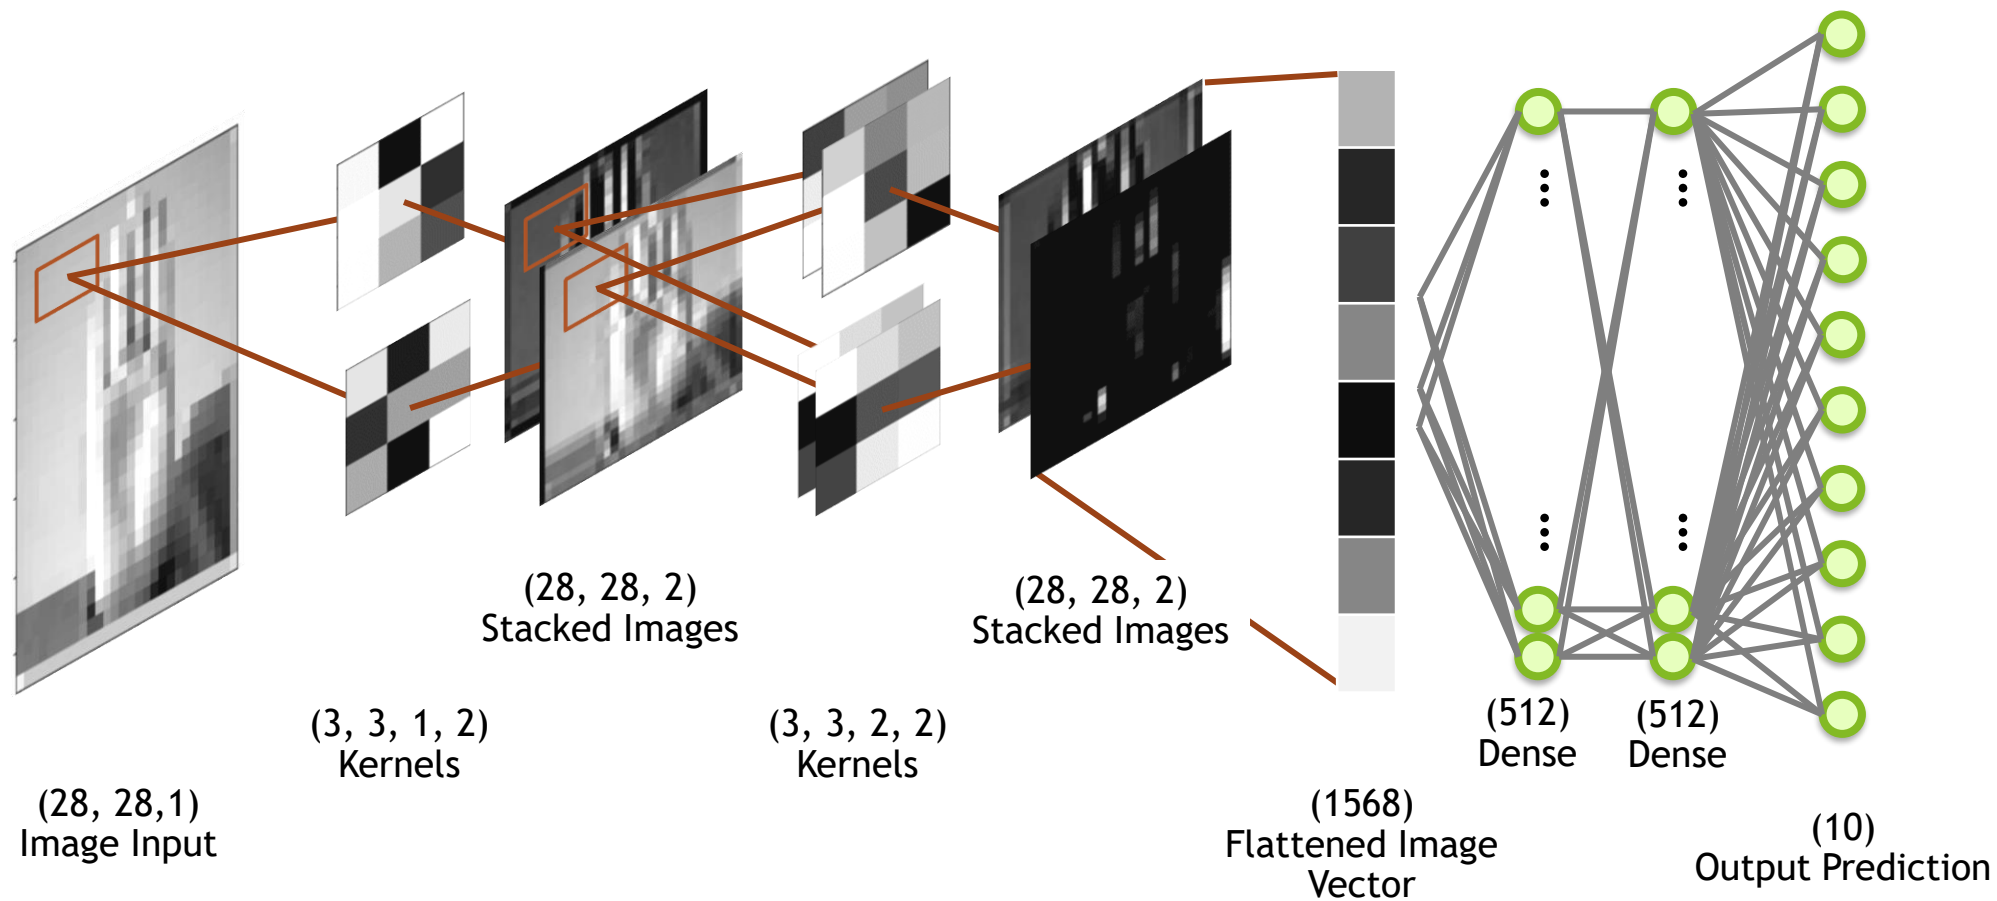 (28, 28, 2)
Stacked Images
(28, 28, 2)
Stacked Images
(3, 3, 1, 2)
Kernels
(3, 3, 2, 2)
Kernels
(512)
Dense
(512)
Dense
(28, 28,1)
Image Input
(1568)
Flattened Image
Vector
(10)
Output Prediction